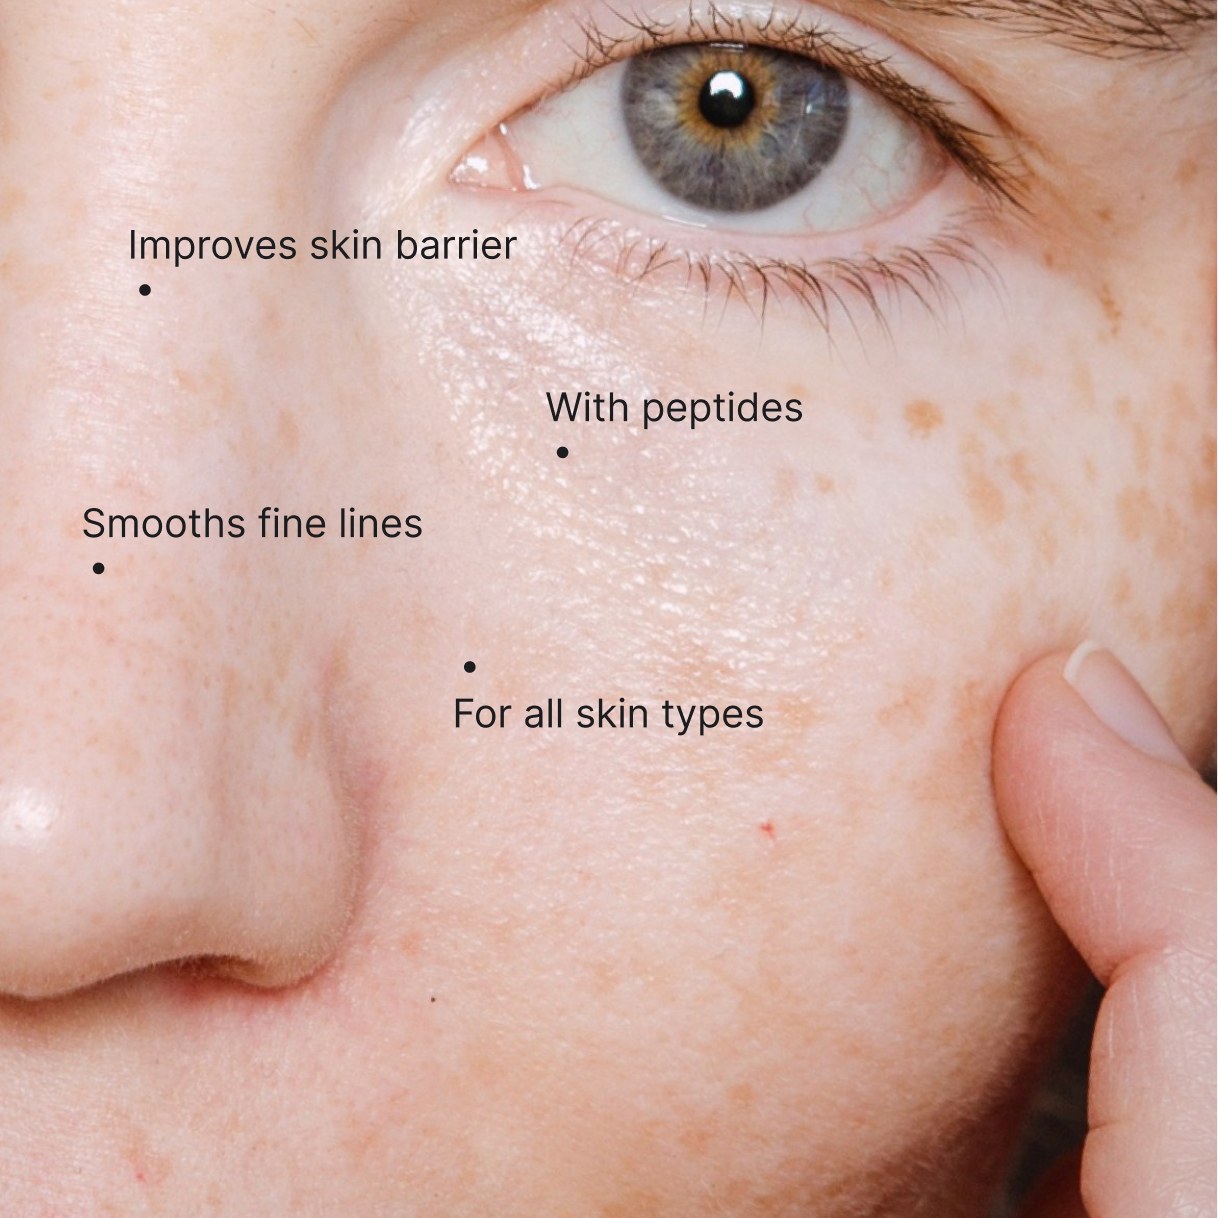 Improves skin barrier
With peptides
Smooths fine lines
For all skin types